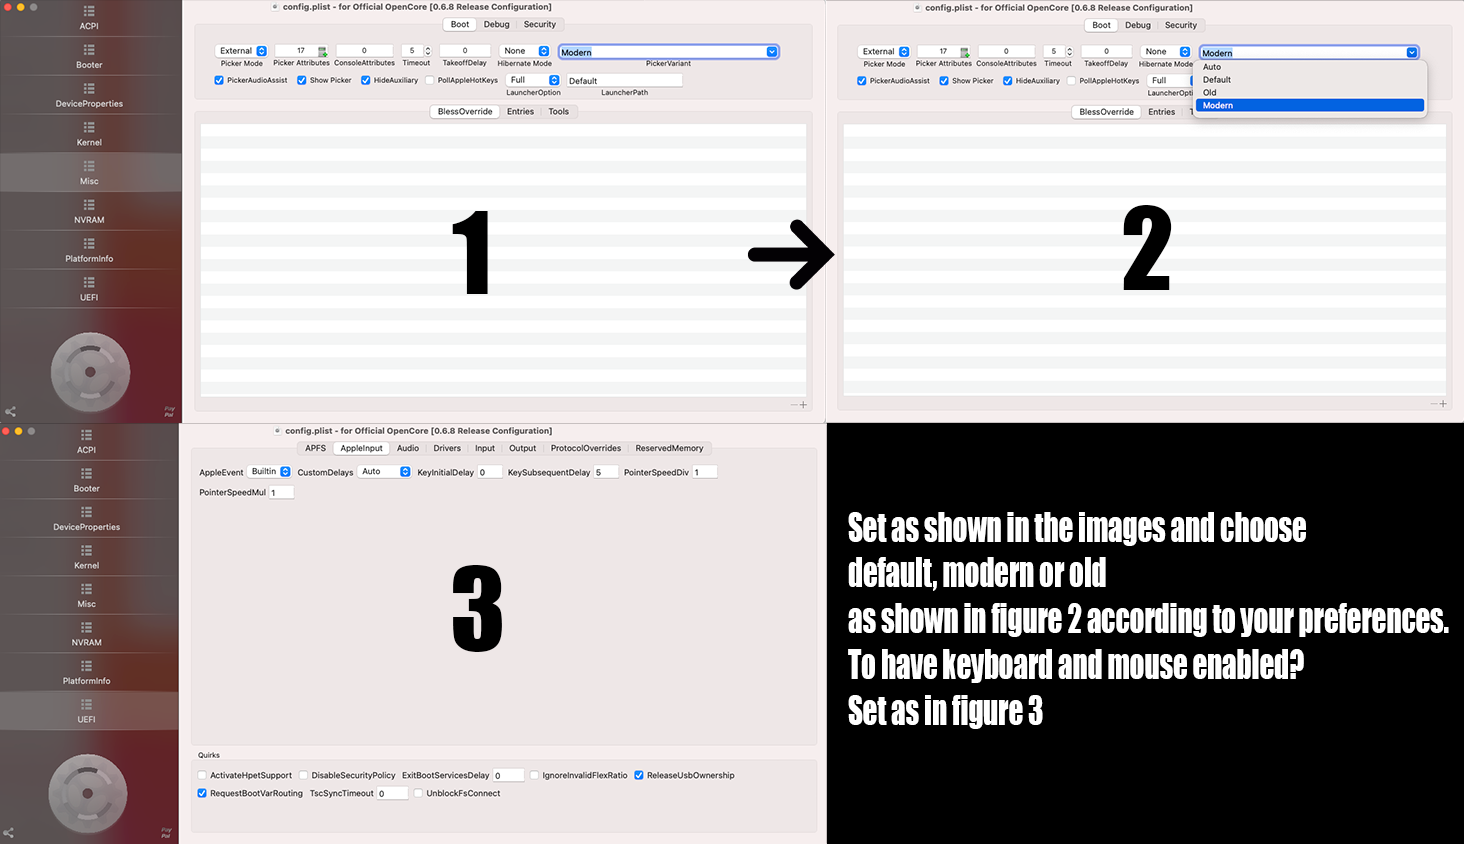 config.plist - for Official OpenCore [0.6.8 Release Configuration]
Boot Debug Security
External 17 0 5 0 None Modern
Picker Mode Picker Attributes ConsoleAttributes Timeout TakeoffDelay Hibernate Mode PickerVariant
PickerAudioAssist Show Picker HideAuxiliary PollAppleHotKeys Full Default
LauncherOption LauncherPath
BlessOverride Entries Tools
ACPI
Booter
DeviceProperties
Kernel
Misc
NVRAM
PlatformInfo
UEFI
Pay
Pal
1
config.plist - for Official OpenCore [0.6.8 Release Configuration]
Boot Debug Security
External 17 0 5 0 None Modern
Picker Mode Picker Attributes ConsoleAttributes Timeout TakeoffDelay Hibernate Mode
Auto
Default
Old
Modern
PickerAudioAssist Show Picker HideAuxiliary PollAppleHotKeys Full
LauncherOpti
BlessOverride Entries T
2
config.plist - for Official OpenCore [0.6.8 Release Configuration]
APFS AppleInput Audio Drivers Input Output ProtocolOverrides ReservedMemory
AppleEvent Builtin CustomDelays Auto KeyInitialDelay 0 KeySubsequentDelay 5 PointerSpeedDiv 1
PointerSpeedMul 1
ACPI
Booter
DeviceProperties
Kernel
Misc
NVRAM
PlatformInfo
UEFI
Pay
Pal
3
Quirks
ActivateHpetSupport DisableSecurityPolicy ExitBootServicesDelay 0 IgnoreInvalidFlexRatio ReleaseUsbOwnership
RequestBootVarRouting TscSyncTimeout 0 UnblockFsConnect
Set as shown in the images and choose
default, modern or old
as shown in figure 2 according to your preferences.
To have keyboard and mouse enabled?
Set as in figure 3